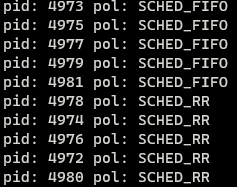 pid: 4973 pol: SCHED_FIFO
pid: 4975 pol: SCHED_FIFO
pid: 4977 pol: SCHED_FIFO
pid: 4979 pol: SCHED_FIFO
pid: 4981 pol: SCHED_FIFO
pid: 4978 pol: SCHED_RR
pid: 4974 pol: SCHED_RR
pid: 4976 pol: SCHED_RR
pid: 4972 pol: SCHED_RR
pid: 4980 pol: SCHED_RR